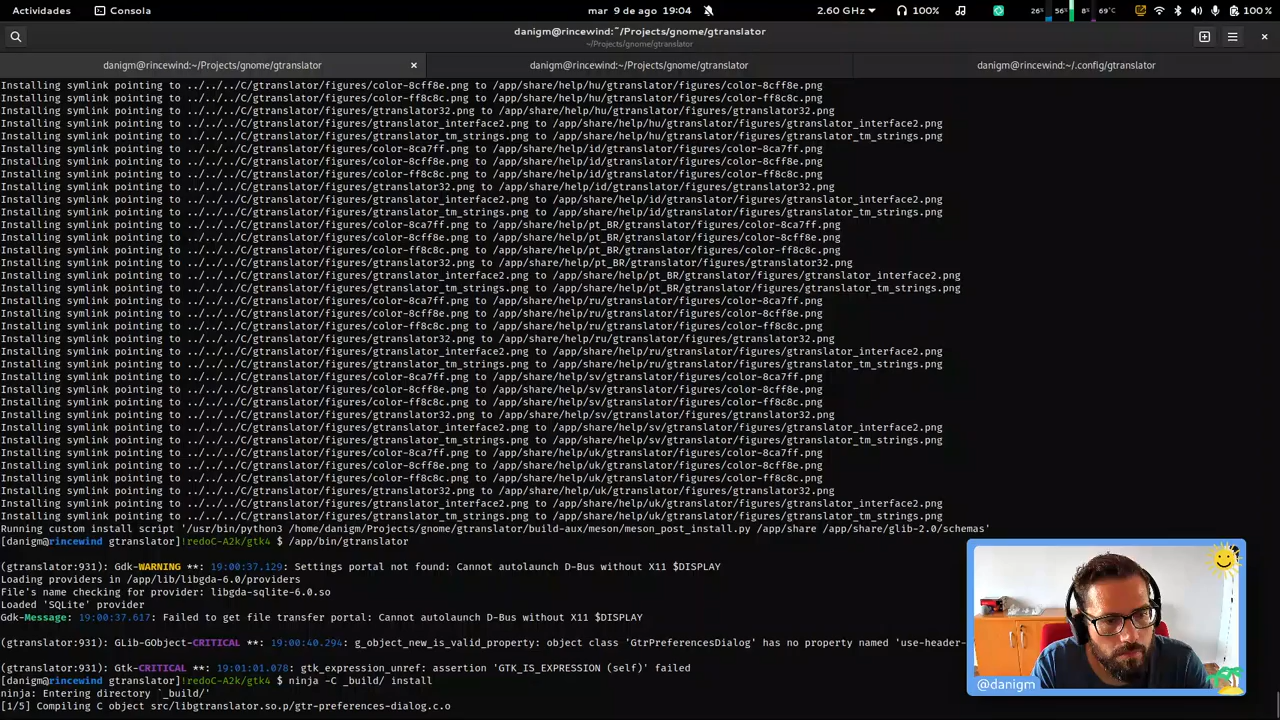 Actividades
Consola
mar 9 de ago 19:04
2.60 GHz
100%
26%
56%
8%
69°C
100 %
danigm@rincewind:~/Projects/gnome/gtranslator
~/Projects/gnome/gtranslator
danigm@rincewind:~/Projects/gnome/gtranslator
danigm@rincewind:~/Projects/gnome/gtranslator
danigm@rincewind:~/.config/gtranslator
Installing symlink pointing to ../../../C/gtranslator/figures/color-8cff8e.png to /app/share/help/hu/gtranslator/figures/color-8cff8e.png
Installing symlink pointing to ../../../C/gtranslator/figures/color-ff8c8c.png to /app/share/help/hu/gtranslator/figures/color-ff8c8c.png
Installing symlink pointing to ../../../C/gtranslator/figures/gtranslator32.png to /app/share/help/hu/gtranslator/figures/gtranslator32.png
Installing symlink pointing to ../../../C/gtranslator/figures/gtranslator_interface2.png to /app/share/help/hu/gtranslator/figures/gtranslator_interface2.png
Installing symlink pointing to ../../../C/gtranslator/figures/gtranslator_tm_strings.png to /app/share/help/hu/gtranslator/figures/gtranslator_tm_strings.png
Installing symlink pointing to ../../../C/gtranslator/figures/color-8ca7ff.png to /app/share/help/id/gtranslator/figures/color-8ca7ff.png
Installing symlink pointing to ../../../C/gtranslator/figures/color-8cff8e.png to /app/share/help/id/gtranslator/figures/color-8cff8e.png
Installing symlink pointing to ../../../C/gtranslator/figures/color-ff8c8c.png to /app/share/help/id/gtranslator/figures/color-ff8c8c.png
Installing symlink pointing to ../../../C/gtranslator/figures/gtranslator32.png to /app/share/help/id/gtranslator/figures/gtranslator32.png
Installing symlink pointing to ../../../C/gtranslator/figures/gtranslator_interface2.png to /app/share/help/id/gtranslator/figures/gtranslator_interface2.png
Installing symlink pointing to ../../../C/gtranslator/figures/gtranslator_tm_strings.png to /app/share/help/id/gtranslator/figures/gtranslator_tm_strings.png
Installing symlink pointing to ../../../C/gtranslator/figures/color-8ca7ff.png to /app/share/help/pt_BR/gtranslator/figures/color-8ca7ff.png
Installing symlink pointing to ../../../C/gtranslator/figures/color-8cff8e.png to /app/share/help/pt_BR/gtranslator/figures/color-8cff8e.png
Installing symlink pointing to ../../../C/gtranslator/figures/color-ff8c8c.png to /app/share/help/pt_BR/gtranslator/figures/color-ff8c8c.png
Installing symlink pointing to ../../../C/gtranslator/figures/gtranslator32.png to /app/share/help/pt_BR/gtranslator/figures/gtranslator32.png
Installing symlink pointing to ../../../C/gtranslator/figures/gtranslator_interface2.png to /app/share/help/pt_BR/gtranslator/figures/gtranslator_interface2.png
Installing symlink pointing to ../../../C/gtranslator/figures/gtranslator_tm_strings.png to /app/share/help/pt_BR/gtranslator/figures/gtranslator_tm_strings.png
Installing symlink pointing to ../../../C/gtranslator/figures/color-8ca7ff.png to /app/share/help/ru/gtranslator/figures/color-8ca7ff.png
Installing symlink pointing to ../../../C/gtranslator/figures/color-8cff8e.png to /app/share/help/ru/gtranslator/figures/color-8cff8e.png
Installing symlink pointing to ../../../C/gtranslator/figures/color-ff8c8c.png to /app/share/help/ru/gtranslator/figures/color-ff8c8c.png
Installing symlink pointing to ../../../C/gtranslator/figures/gtranslator32.png to /app/share/help/ru/gtranslator/figures/gtranslator32.png
Installing symlink pointing to ../../../C/gtranslator/figures/gtranslator_interface2.png to /app/share/help/ru/gtranslator/figures/gtranslator_interface2.png
Installing symlink pointing to ../../../C/gtranslator/figures/gtranslator_tm_strings.png to /app/share/help/ru/gtranslator/figures/gtranslator_tm_strings.png
Installing symlink pointing to ../../../C/gtranslator/figures/color-8ca7ff.png to /app/share/help/sv/gtranslator/figures/color-8ca7ff.png
Installing symlink pointing to ../../../C/gtranslator/figures/color-8cff8e.png to /app/share/help/sv/gtranslator/figures/color-8cff8e.png
Installing symlink pointing to ../../../C/gtranslator/figures/color-ff8c8c.png to /app/share/help/sv/gtranslator/figures/color-ff8c8c.png
Installing symlink pointing to ../../../C/gtranslator/figures/gtranslator32.png to /app/share/help/sv/gtranslator/figures/gtranslator32.png
Installing symlink pointing to ../../../C/gtranslator/figures/gtranslator_interface2.png to /app/share/help/sv/gtranslator/figures/gtranslator_interface2.png
Installing symlink pointing to ../../../C/gtranslator/figures/gtranslator_tm_strings.png to /app/share/help/sv/gtranslator/figures/gtranslator_tm_strings.png
Installing symlink pointing to ../../../C/gtranslator/figures/color-8ca7ff.png to /app/share/help/uk/gtranslator/figures/color-8ca7ff.png
Installing symlink pointing to ../../../C/gtranslator/figures/color-8cff8e.png to /app/share/help/uk/gtranslator/figures/color-8cff8e.png
Installing symlink pointing to ../../../C/gtranslator/figures/color-ff8c8c.png to /app/share/help/uk/gtranslator/figures/color-ff8c8c.png
Installing symlink pointing to ../../../C/gtranslator/figures/gtranslator32.png to /app/share/help/uk/gtranslator/figures/gtranslator32.png
Installing symlink pointing to ../../../C/gtranslator/figures/gtranslator_interface2.png to /app/share/help/uk/gtranslator/figures/gtranslator_interface2.png
Installing symlink pointing to ../../../C/gtranslator/figures/gtranslator_tm_strings.png to /app/share/help/uk/gtranslator/figures/gtranslator_tm_strings.png
Running custom install script '/usr/bin/python3 /home/danigm/Projects/gnome/gtranslator/build-aux/meson/meson_post_install.py /app/share /app/share/glib-2.0/schemas'
[danigm@rincewind gtranslator]!redoC-A2k/gtk4 $ /app/bin/gtranslator
(gtranslator:931): Gdk-WARNING **: 19:00:37.129: Settings portal not found: Cannot autolaunch D-Bus without X11 $DISPLAY
Loading providers in /app/lib/libgda-6.0/providers
File's name checking for provider: libgda-sqlite-6.0.so
Loaded 'SQLite' provider
Gdk-Message: 19:00:37.617: Failed to get file transfer portal: Cannot autolaunch D-Bus without X11 $DISPLAY
(gtranslator:931): GLib-GObject-CRITICAL **: 19:00:40.294: g_object_new_is_valid_property: object class 'GtrPreferencesDialog' has no property named 'use-header-
(gtranslator:931): Gtk-CRITICAL **: 19:01:01.078: gtk_expression_unref: assertion 'GTK_IS_EXPRESSION (self)' failed
[danigm@rincewind gtranslator]!redoC-A2k/gtk4 $ ninja -C _build/ install
ninja: Entering directory `_build/'
[1/5] Compiling C object src/libgtranslator.so.p/gtr-preferences-dialog.c.o
@danigm